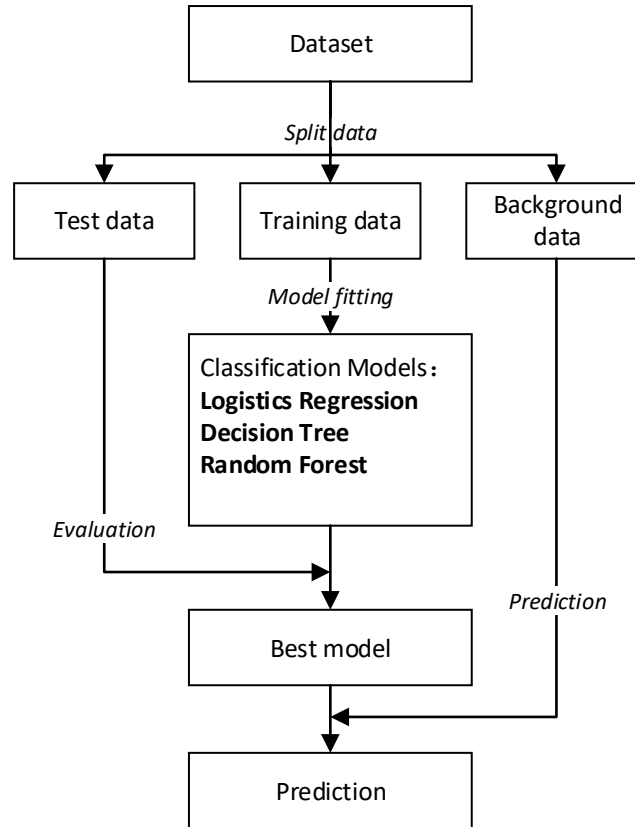 Dataset
Split data
Test data
Training data
Background
data
Model fitting
Classification Models：
Logistics Regression
Decision Tree
Random Forest
Evaluation
Prediction
Best model
Prediction